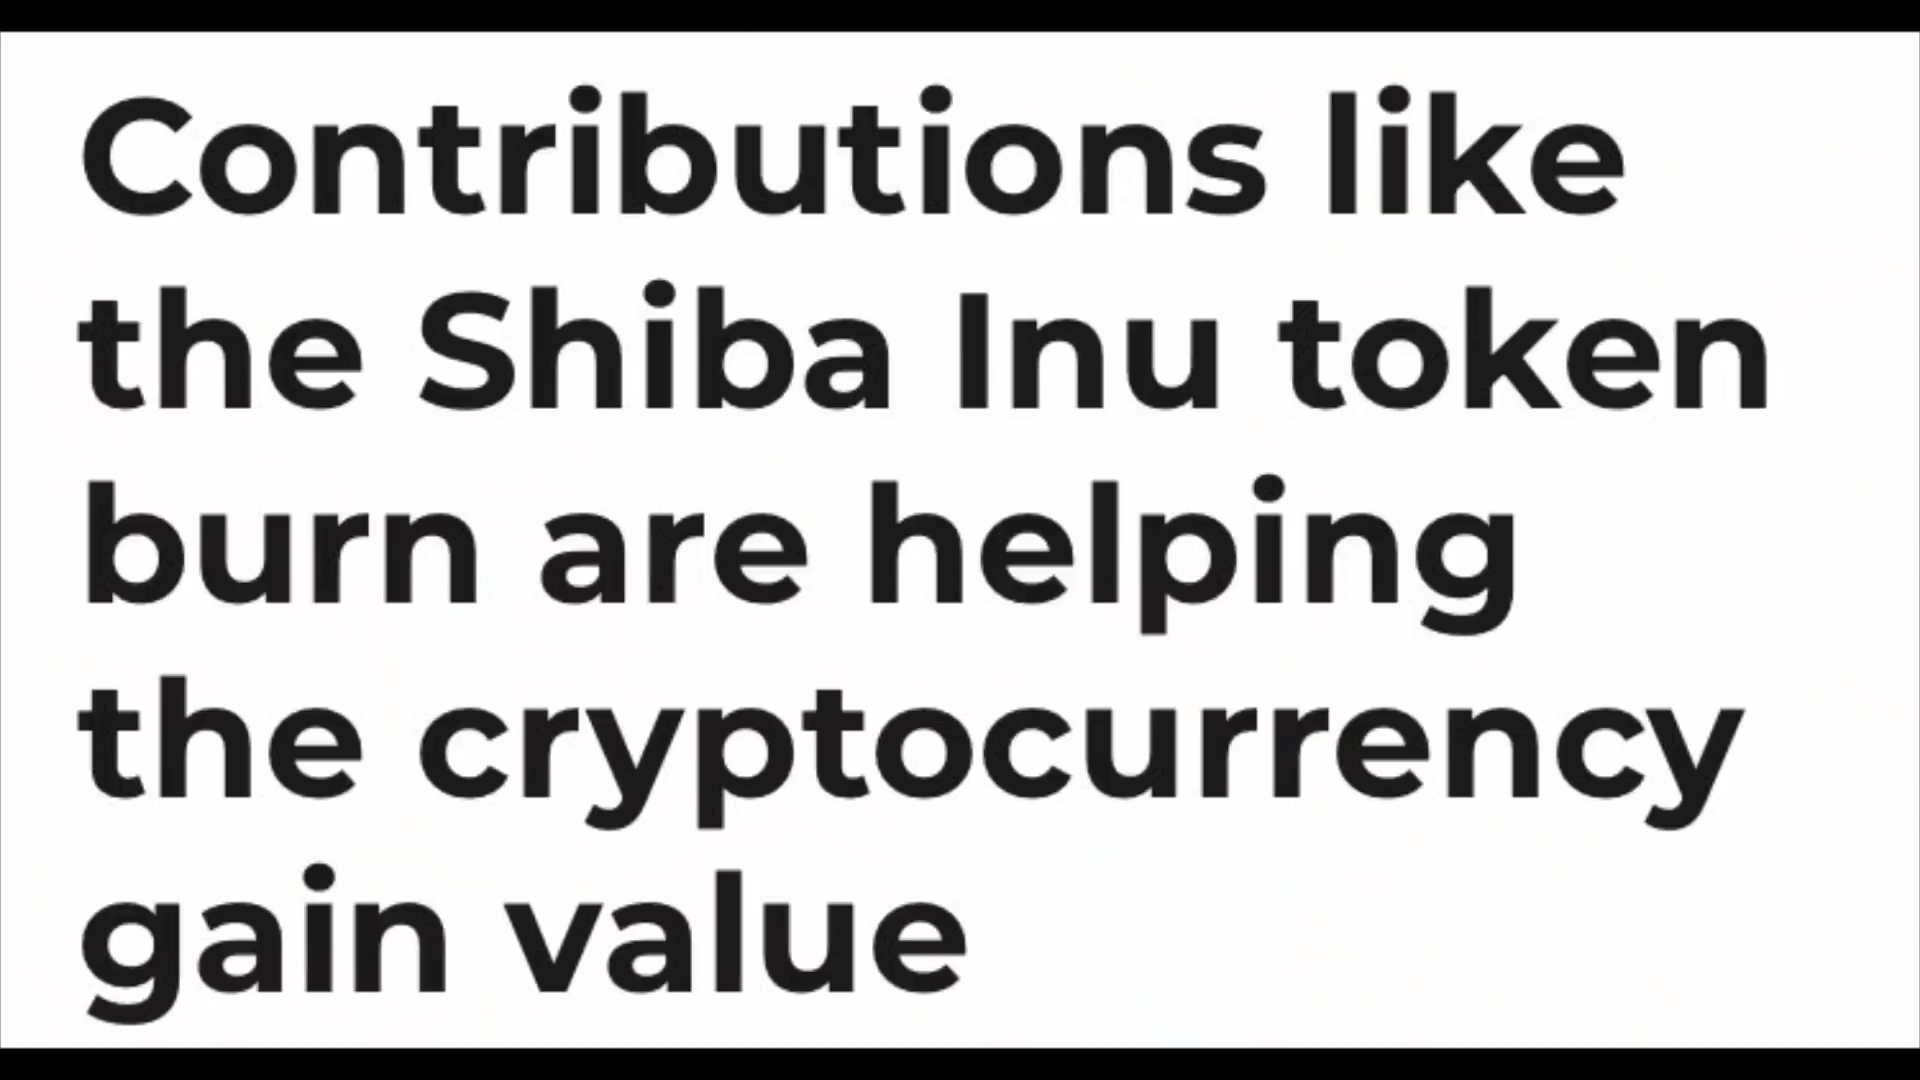 Contributions like
the Shiba Inu token
burn are helping
the cryptocurrency
gain value